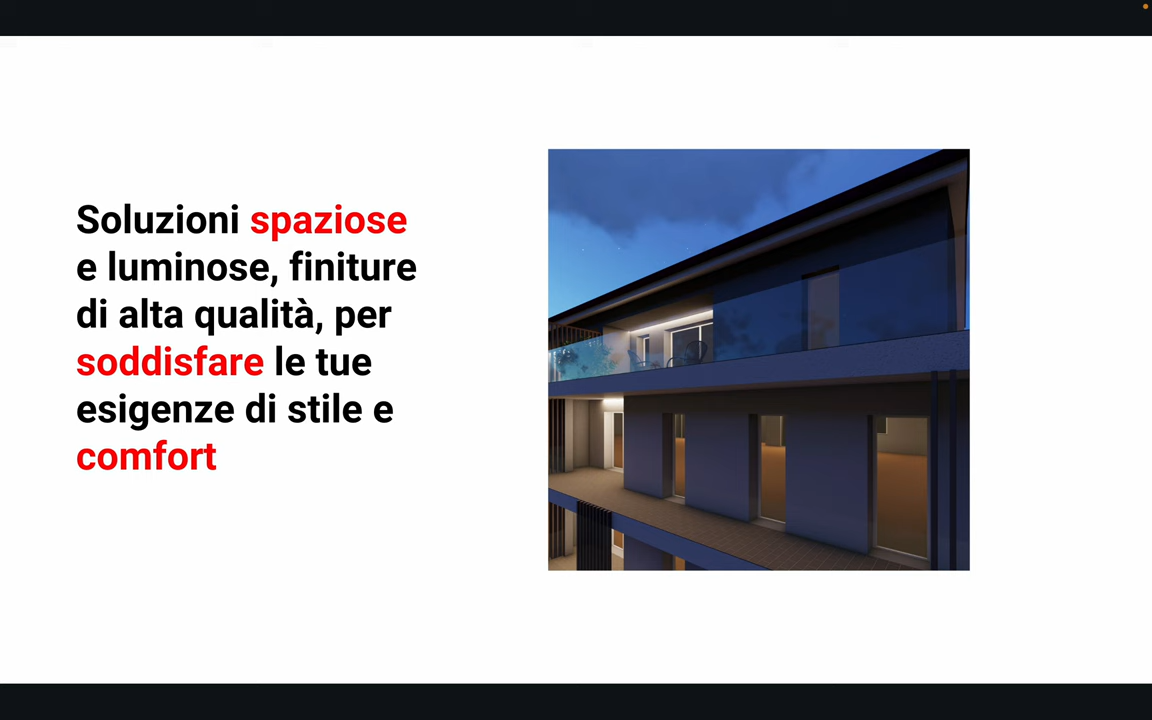 Soluzioni spaziose
e luminose, finiture
di alta qualità, per
soddisfare le tue
esigenze di stile e
comfort